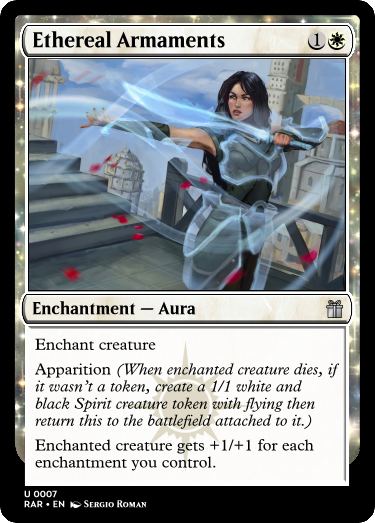 Ethereal Armaments 1
Enchantment — Aura
Enchant creature
Apparition (When enchanted creature dies, if
it wasn't a token, create a 1/1 white and
black Spirit creature token with flying then
return this to the battlefield attached to it.)
Enchanted creature gets +1/+1 for each
enchantment you control.
U 0007
RAR • EN Sergio Roman